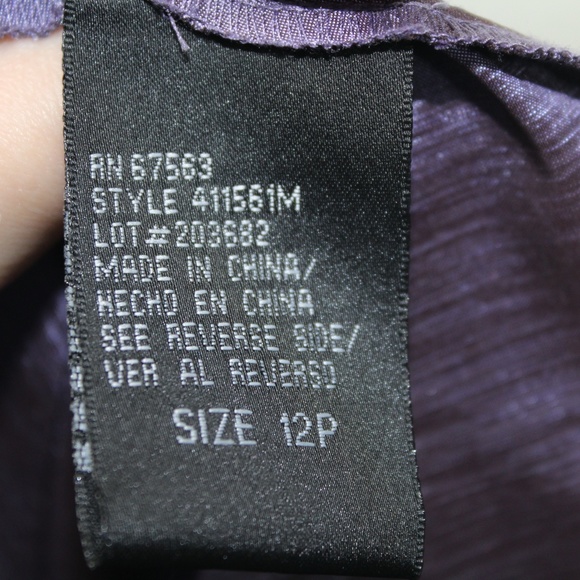 RN 67563
STYLE 411561M
LOT# 203682
MADE IN CHINA/
HECHO EN CHINA
SEE REVERSE SIDE/
VER AL REVERSO
SIZE 12P